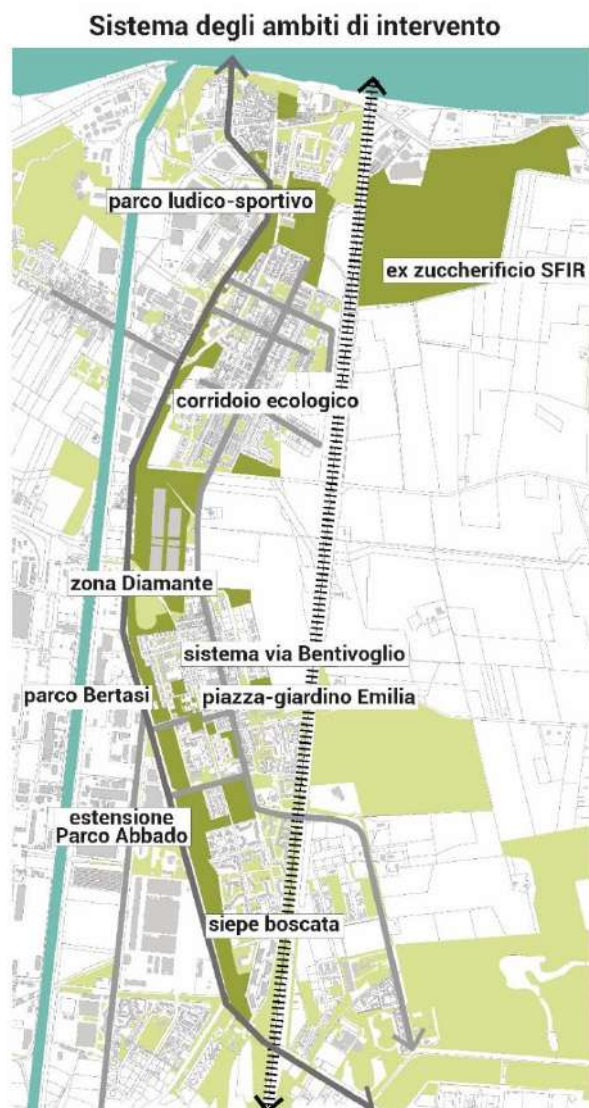 Sistema degli ambiti di intervento
parco ludico-sportivo
ex zuccherificio SFIR
corridoio ecologico
zona Diamante
sistema via Bentivoglio
parco Bertasi
piazza-giardino Emilia
estensione
Parco Abbado
siepe boscata